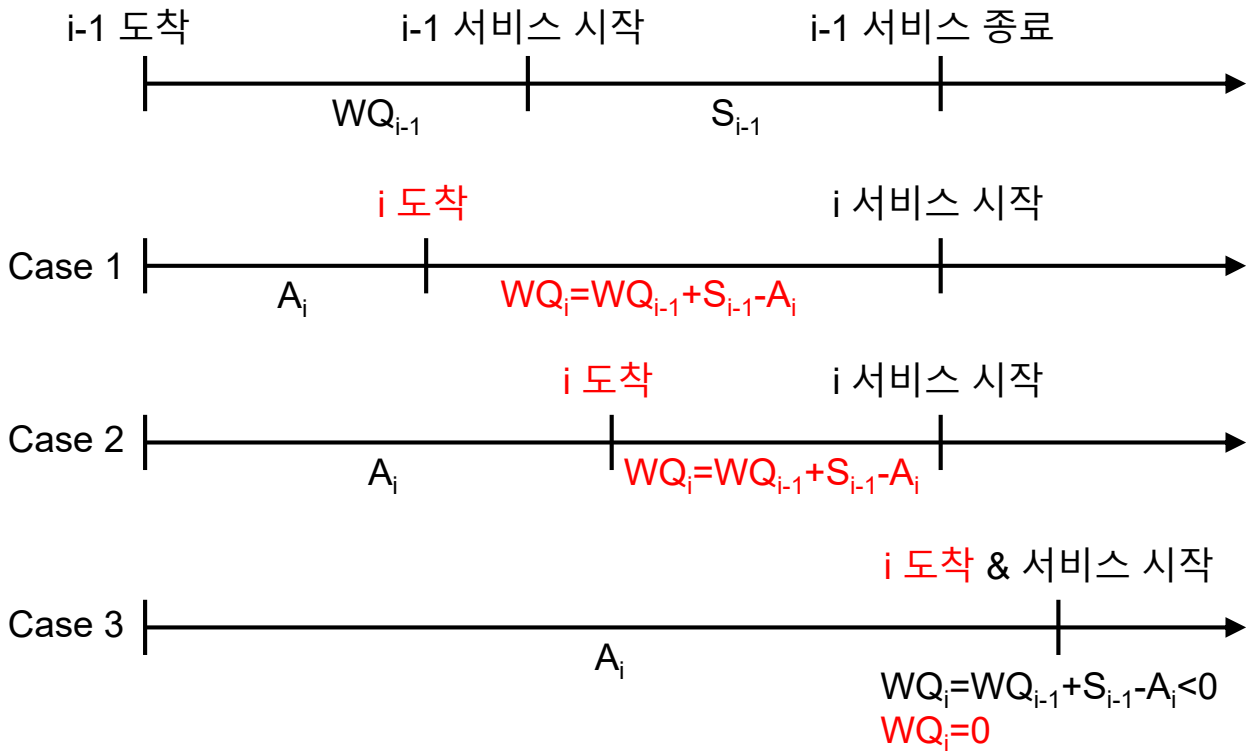 i-1 도착 i-1 서비스 시작 i-1 서비스 종료
WQi-1 Si-1
i 도착 i 서비스 시작
Case 1
Ai WQi=WQi-1+Si-1-Ai
i 도착 i 서비스 시작
Case 2
Ai WQi=WQi-1+Si-1-Ai
i 도착 & 서비스 시작
Case 3
Ai
WQi=WQi-1+Si-1-Ai<0
WQi=0